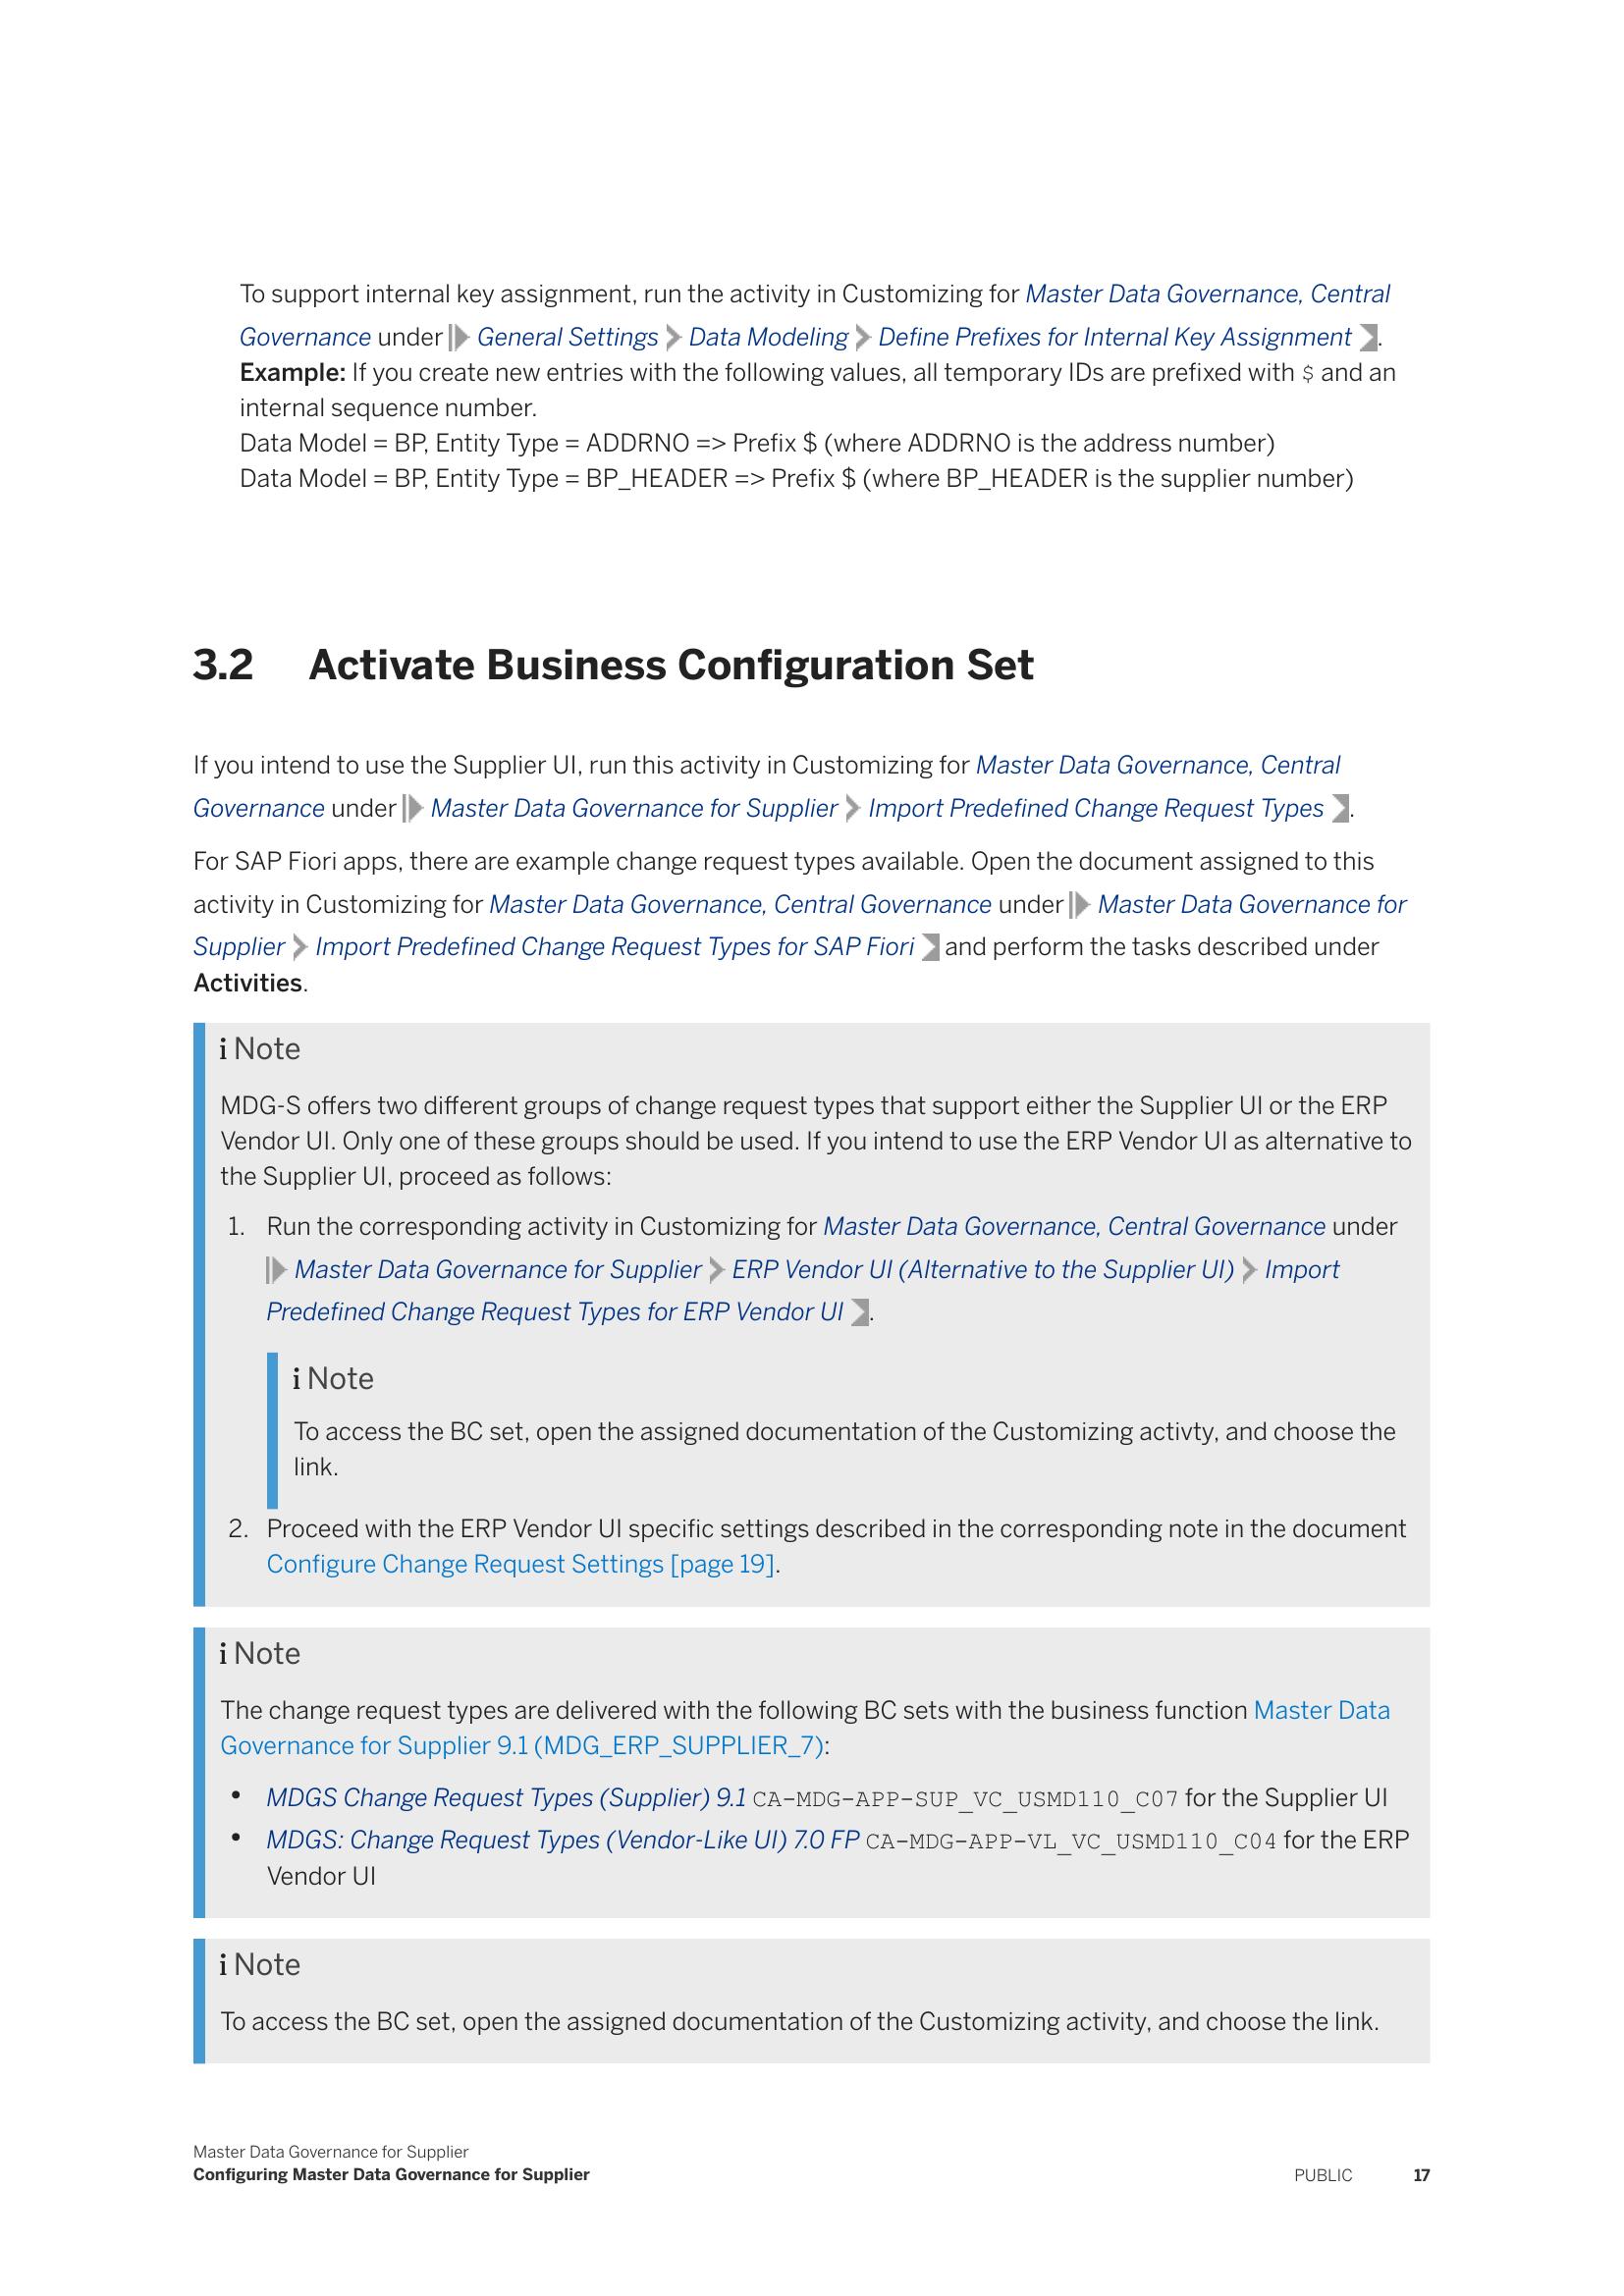 To support internal key assignment, run the activity in Customizing for Master Data Governance, Central
Governance under General Settings Data Modeling Define Prefixes for Internal Key Assignment .
Example: If you create new entries with the following values, all temporary IDs are prefixed with $ and an
internal sequence number.
Data Model = BP, Entity Type = ADDRNO => Prefix $ (where ADDRNO is the address number)
Data Model = BP, Entity Type = BP_HEADER => Prefix $ (where BP_HEADER is the supplier number)
3.2 Activate Business Configuration Set
If you intend to use the Supplier UI, run this activity in Customizing for Master Data Governance, Central
Governance under Master Data Governance for Supplier Import Predefined Change Request Types .
For SAP Fiori apps, there are example change request types available. Open the document assigned to this
activity in Customizing for Master Data Governance, Central Governance under Master Data Governance for
Supplier Import Predefined Change Request Types for SAP Fiori and perform the tasks described under
Activities.
i Note
MDG-S offers two different groups of change request types that support either the Supplier UI or the ERP
Vendor UI. Only one of these groups should be used. If you intend to use the ERP Vendor UI as alternative to
the Supplier UI, proceed as follows:
1. Run the corresponding activity in Customizing for Master Data Governance, Central Governance under
Master Data Governance for Supplier ERP Vendor UI (Alternative to the Supplier UI) Import
Predefined Change Request Types for ERP Vendor UI .
i Note
To access the BC set, open the assigned documentation of the Customizing activty, and choose the
link.
2. Proceed with the ERP Vendor UI specific settings described in the corresponding note in the document
Configure Change Request Settings [page 19].
i Note
The change request types are delivered with the following BC sets with the business function Master Data
Governance for Supplier 9.1 (MDG_ERP_SUPPLIER_7):
• MDGS Change Request Types (Supplier) 9.1 CA-MDG-APP-SUP_VC_USMD110_C07 for the Supplier UI
• MDGS: Change Request Types (Vendor-Like UI) 7.0 FP CA-MDG-APP-VL_VC_USMD110_C04 for the ERP
Vendor UI
i Note
To access the BC set, open the assigned documentation of the Customizing activity, and choose the link.
Master Data Governance for Supplier
Configuring Master Data Governance for Supplier
PUBLIC 17